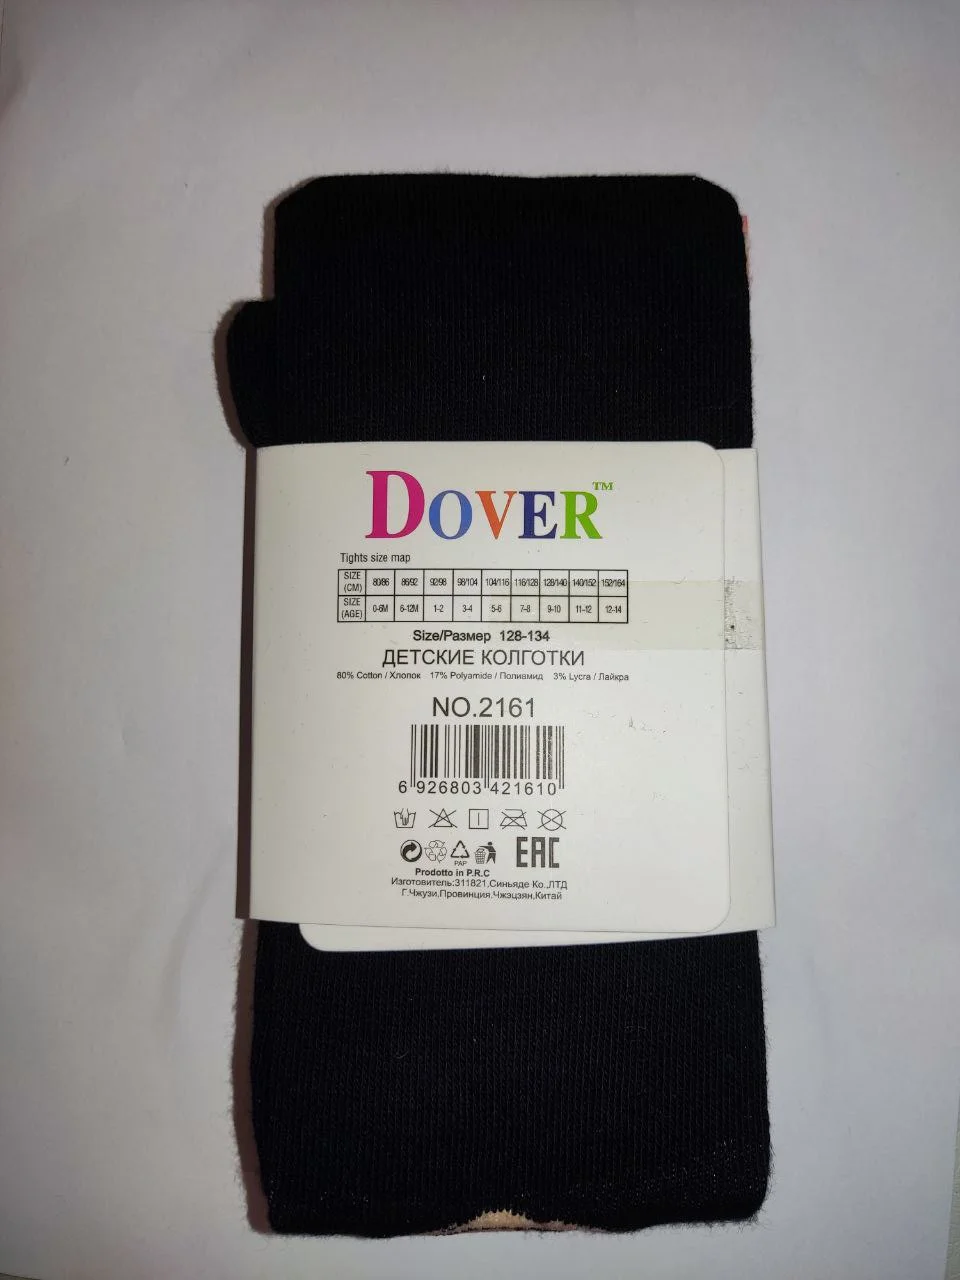 DOVER™
Tights size map
SIZE (CM) 80/86 86/92 92/98 98/104 104/116 116/128 128/140 140/152 152/164
SIZE (AGE) 0-6M 6-12M 1-2 3-4 5-6 7-8 9-10 11-12 12-14
Size/Размер 128-134
ДЕТСКИЕ КОЛГОТКИ
80% Cotton / Хлопок 17% Polyamide / Полиамид 3% Lycra / Лайкра
NO.2161
6 926803 421610
PAP EAC
Prodotto in P.R.C
Изготовитель:311821,Синьяде Ко.,ЛТД
Г.Чжузи,Провинция.Чжэцзян,Китай